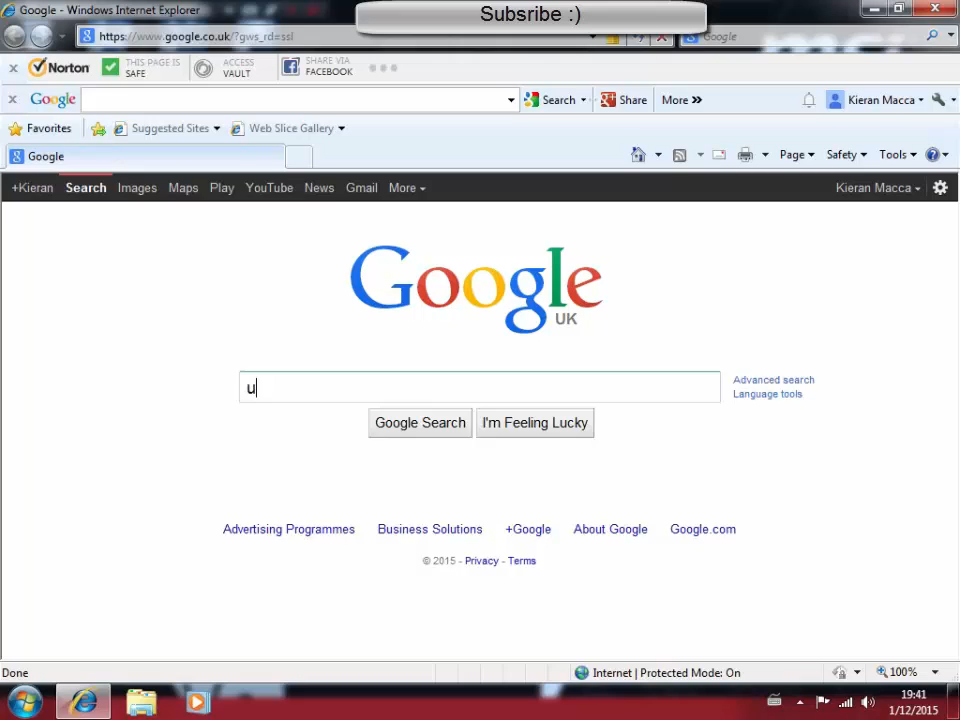 Google - Windows Internet Explorer
Subsribe :)
https://www.google.co.uk/?gws_rd=ssl
Google
Norton
THIS PAGE IS
SAFE
ACCESS
VAULT
SHARE VIA
FACEBOOK
Google
Search
Share
More »
Kieran Macca
Favorites
Suggested Sites
Web Slice Gallery
Google
Page
Safety
Tools
+Kieran Search Images Maps Play YouTube News Gmail More
Kieran Macca
Google
UK
u
Advanced search
Language tools
Google Search
I'm Feeling Lucky
Advertising Programmes Business Solutions +Google About Google Google.com
© 2015 - Privacy - Terms
Done
Internet | Protected Mode: On
100%
19:41
1/12/2015